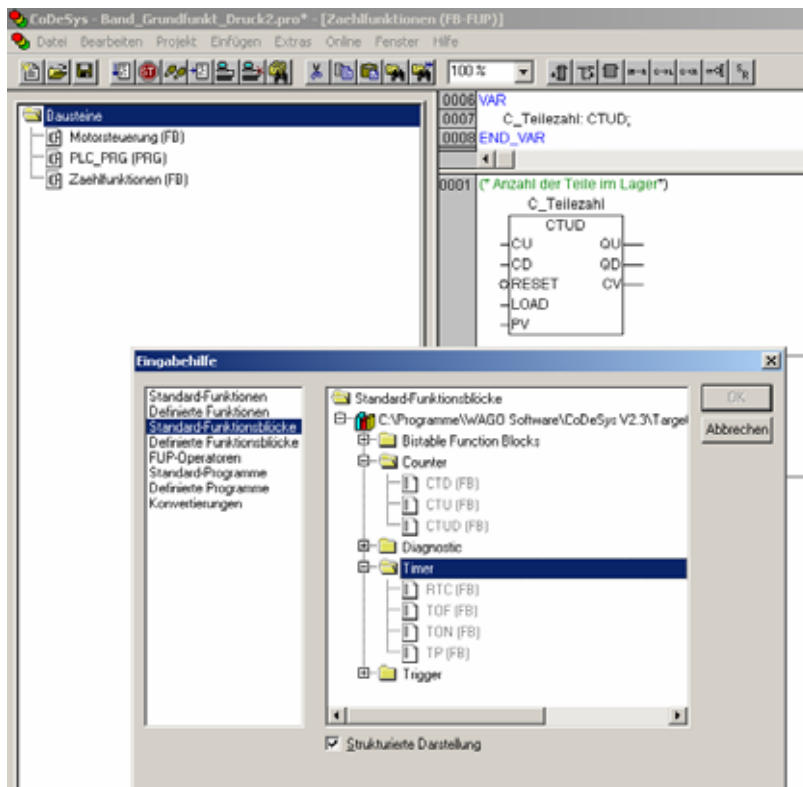 CoDeSys - Band_Grundfunkt_Druck2.pro* - [Zaehlfunktionen (FB-FUP)]
Datei Bearbeiten Projekt Einfügen Extras Online Fenster Hilfe
100 %
Bausteine
Motorsteuerung (FB)
PLC_PRG (PRG)
Zaehlfunktionen (FB)
0006 VAR
0007 C_Teilezahl: CTUD;
0008 END_VAR
0001 (* Anzahl der Teile im Lager*)
C_Teilezahl
CTUD
CU QU
CD QD
RESET CV
LOAD
PV
Eingabehilfe
Standard-Funktionen
Definierte Funktionen
Standard-Funktionsblöcke
Definierte Funktionsblöcke
FUP-Operatoren
Standard-Programme
Definierte Programme
Konvertierungen
Standard-Funktionsblöcke
C:\Programme\WAGO Software\CoDeSys V2.3\Target
Bistable Function Blocks
Counter
CTD (FB)
CTU (FB)
CTUD (FB)
Diagnostic
Timer
RTC (FB)
TOF (FB)
TON (FB)
TP (FB)
Trigger
OK
Abbrechen
Strukturierte Darstellung